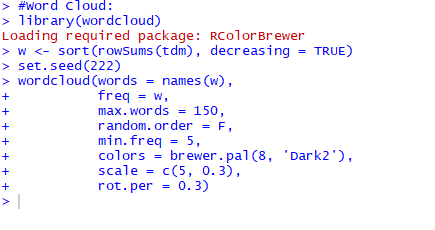 > #Word Cloud:
> library(wordcloud)
Loading required package: RColorBrewer
> w <- sort(rowSums(tdm), decreasing = TRUE)
> set.seed(222)
> wordcloud(words = names(w),
+           freq = w,
+           max.words = 150,
+           random.order = F,
+           min.freq = 5,
+           colors = brewer.pal(8, 'Dark2'),
+           scale = c(5, 0.3),
+           rot.per = 0.3)
>